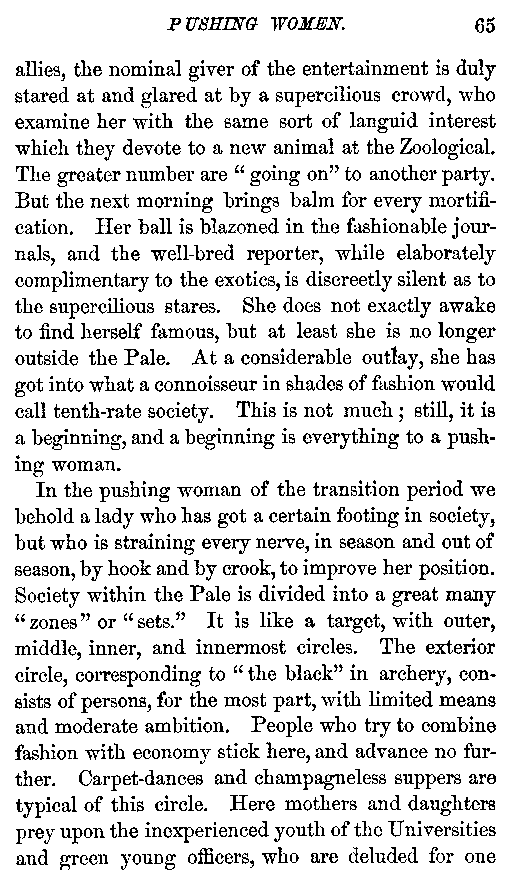 PUSHING WOMEN. 65
allies, the nominal giver of the entertainment is duly
stared at and glared at by a supercilious crowd, who
examine her with the same sort of languid interest
which they devote to a new animal at the Zoological.
The greater number are “ going on” to another party.
But the next morning brings balm for every mortifi-
cation. Her ball is blazoned in the fashionable jour-
nals, and the well-bred reporter, while elaborately
complimentary to the exotics, is discreetly silent as to
the supercilious stares. She does not exactly awake
to find herself famous, but at least she is no longer
outside the Pale. At a considerable outlay, she has
got into what a connoisseur in shades of fashion would
call tenth-rate society. This is not much ; still, it is
a beginning, and a beginning is everything to a push-
ing woman.
In the pushing woman of the transition period we
behold a lady who has got a certain footing in society,
but who is straining every nerve, in season and out of
season, by hook and by crook, to improve her position.
Society within the Pale is divided into a great many
“zones” or “sets.” It is like a target, with outer,
middle, inner, and innermost circles. The exterior
circle, corresponding to “the black” in archery, con-
sists of persons, for the most part, with limited means
and moderate ambition. People who try to combine
fashion with economy stick here, and advance no fur-
ther. Carpet-dances and champagneless suppers are
typical of this circle. Here mothers and daughters
prey upon the inexperienced youth of the Universities
and green young officers, who are deluded for one